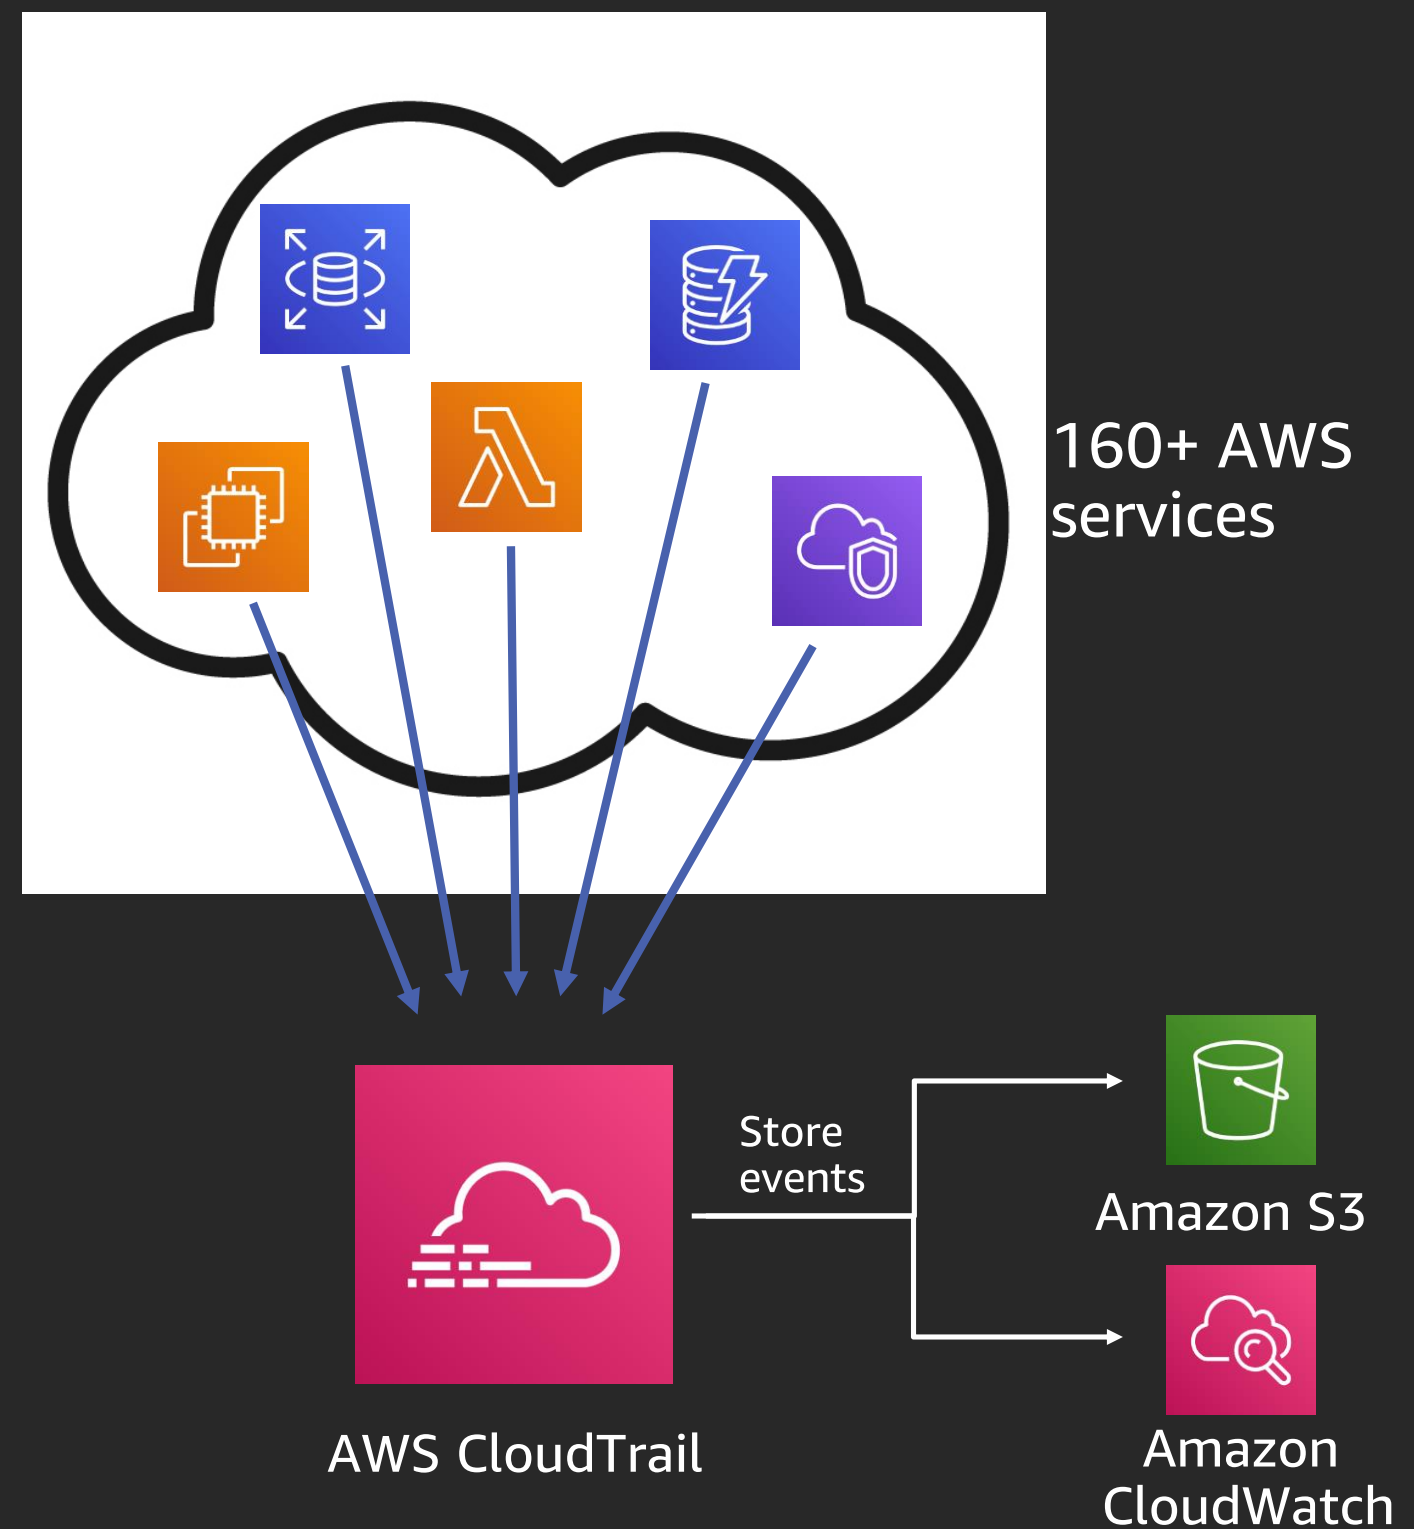 160+ AWS
services
Store
events
Amazon S3
AWS CloudTrail
Amazon
CloudWatch